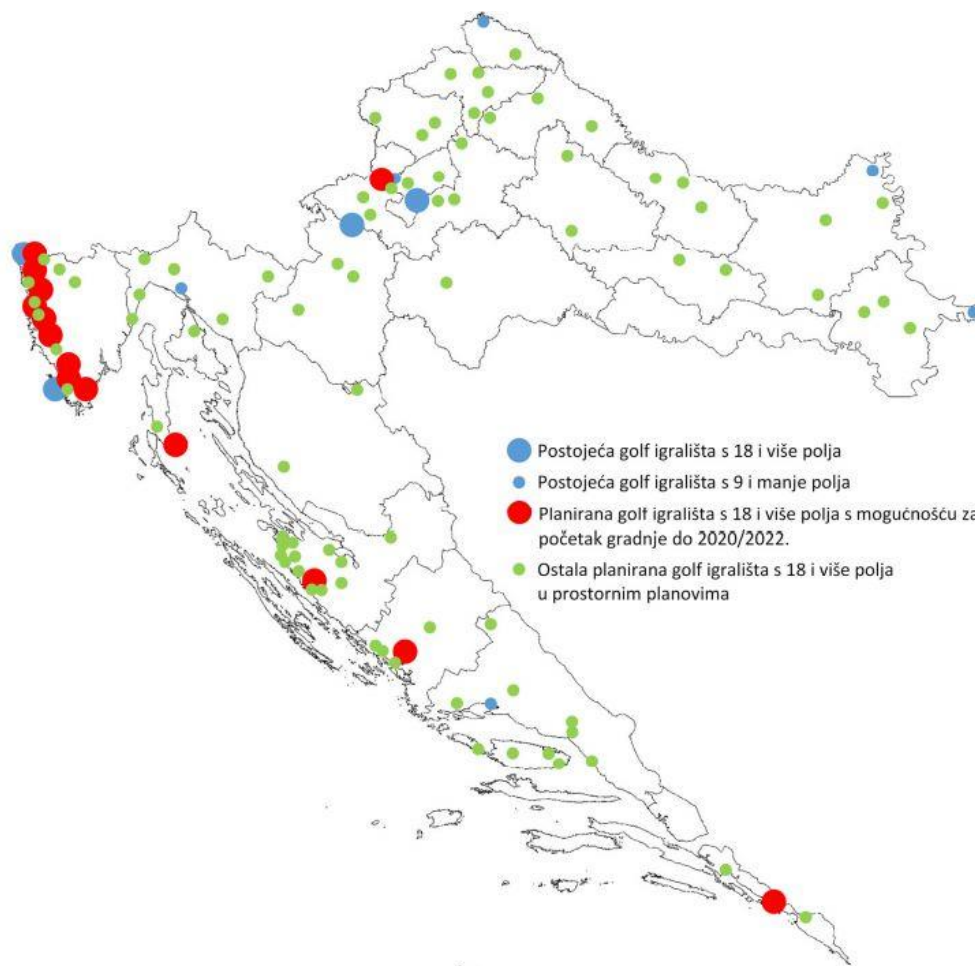 Postojeća golf igrališta s 18 i više polja
Postojeća golf igrališta s 9 i manje polja
Planirana golf igrališta s 18 i više polja s mogućnošću za
početak gradnje do 2020/2022.
Ostala planirana golf igrališta s 18 i više polja
u prostornim planovima